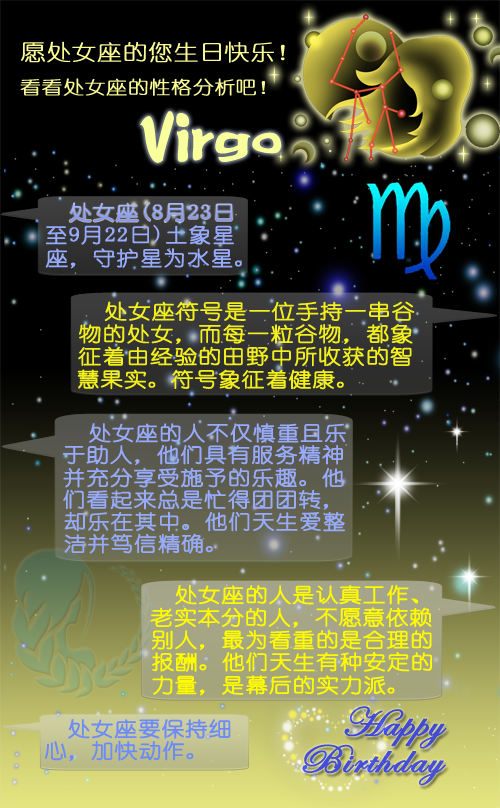 愿处女座的您生日快乐！
看看处女座的性格分析吧！
Virgo
处女座(8月23日
至9月22日)土象星
座，守护星为水星。
处女座符号是一位手持一串谷
物的处女，而每一粒谷物，都象
征着由经验的田野中所收获的智
慧果实。符号象征着健康。
处女座的人不仅慎重且乐
于助人，他们具有服务精神
并充分享受施予的乐趣。他
们看起来总是忙得团团转，
却乐在其中。他们天生爱整
洁并笃信精确。
处女座的人是认真工作、
老实本分的人，不愿意依赖
别人，最为看重的是合理的
报酬。他们天生有种安定的
力量，是幕后的实力派。
处女座要保持细
心，加快动作。
Happy
Birthday